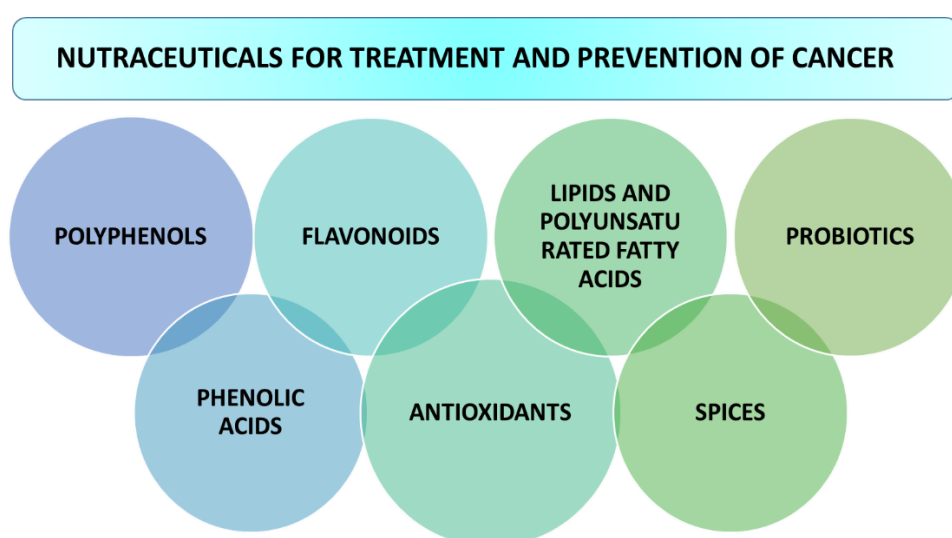 NUTRACEUTICALS FOR TREATMENT AND PREVENTION OF CANCER
POLYPHENOLS
FLAVONOIDS
LIPIDS AND
POLYUNSATU
RATED FATTY
ACIDS
PROBIOTICS
PHENOLIC
ACIDS
ANTIOXIDANTS
SPICES